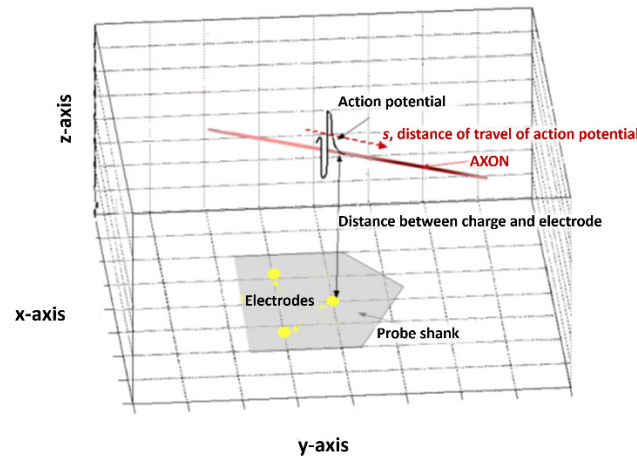 Action potential
s, distance of travel of action potential
AXON
z-axis
Distance between charge and electrode
Electrodes
x-axis
Probe shank
y-axis